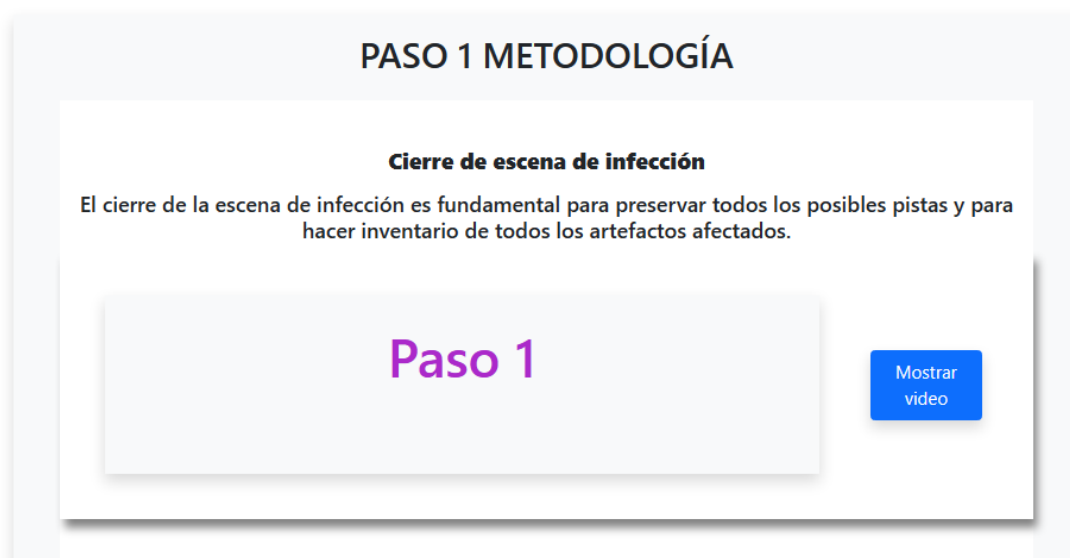 PASO 1 METODOLOGÍA
Cierre de escena de infección
El cierre de la escena de infección es fundamental para preservar todos los posibles pistas y para
hacer inventario de todos los artefactos afectados.
Paso 1
Mostrar
video